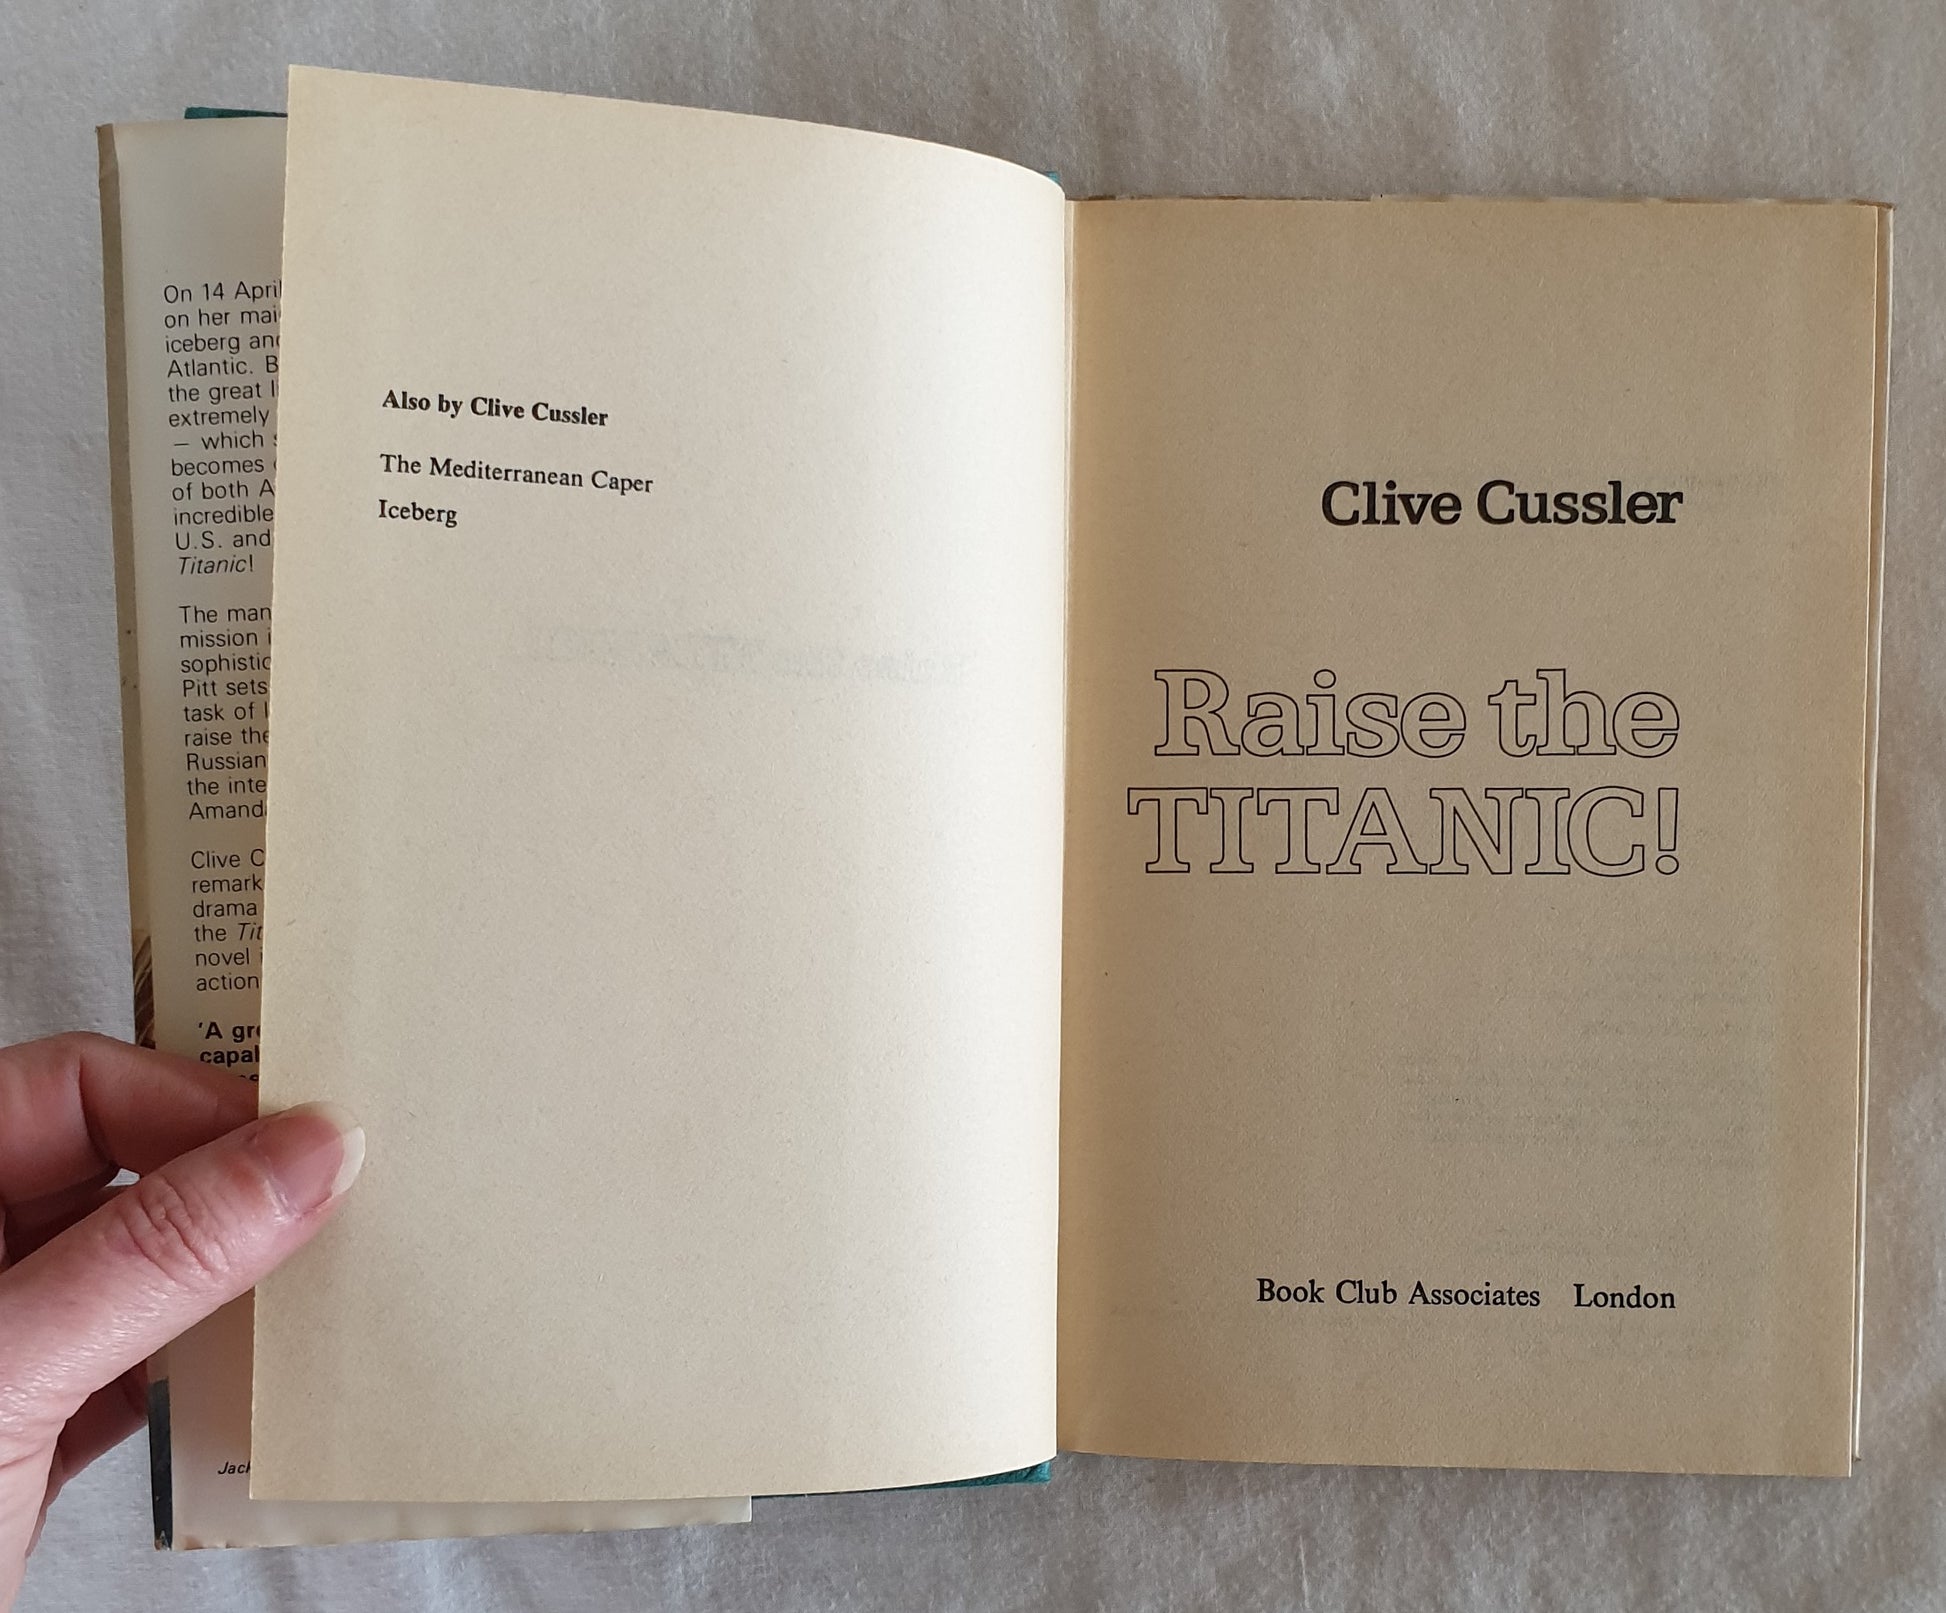 On 14 April
on her mai
iceberg and
Atlantic. B
the great l
extremely
– which s
becomes
of both A
incredible
U.S. and
Titanic!
The man
mission i
sophistic
Pitt sets
task of l
raise the
Russian
the inte
Amanda
Clive C
remark
drama
the Tit
novel i
action
'A gre
capal
Jack
Also by Clive Cussler
The Mediterranean Caper
Iceberg
Clive Cussler
Raise the
TITANIC!
Book Club Associates London